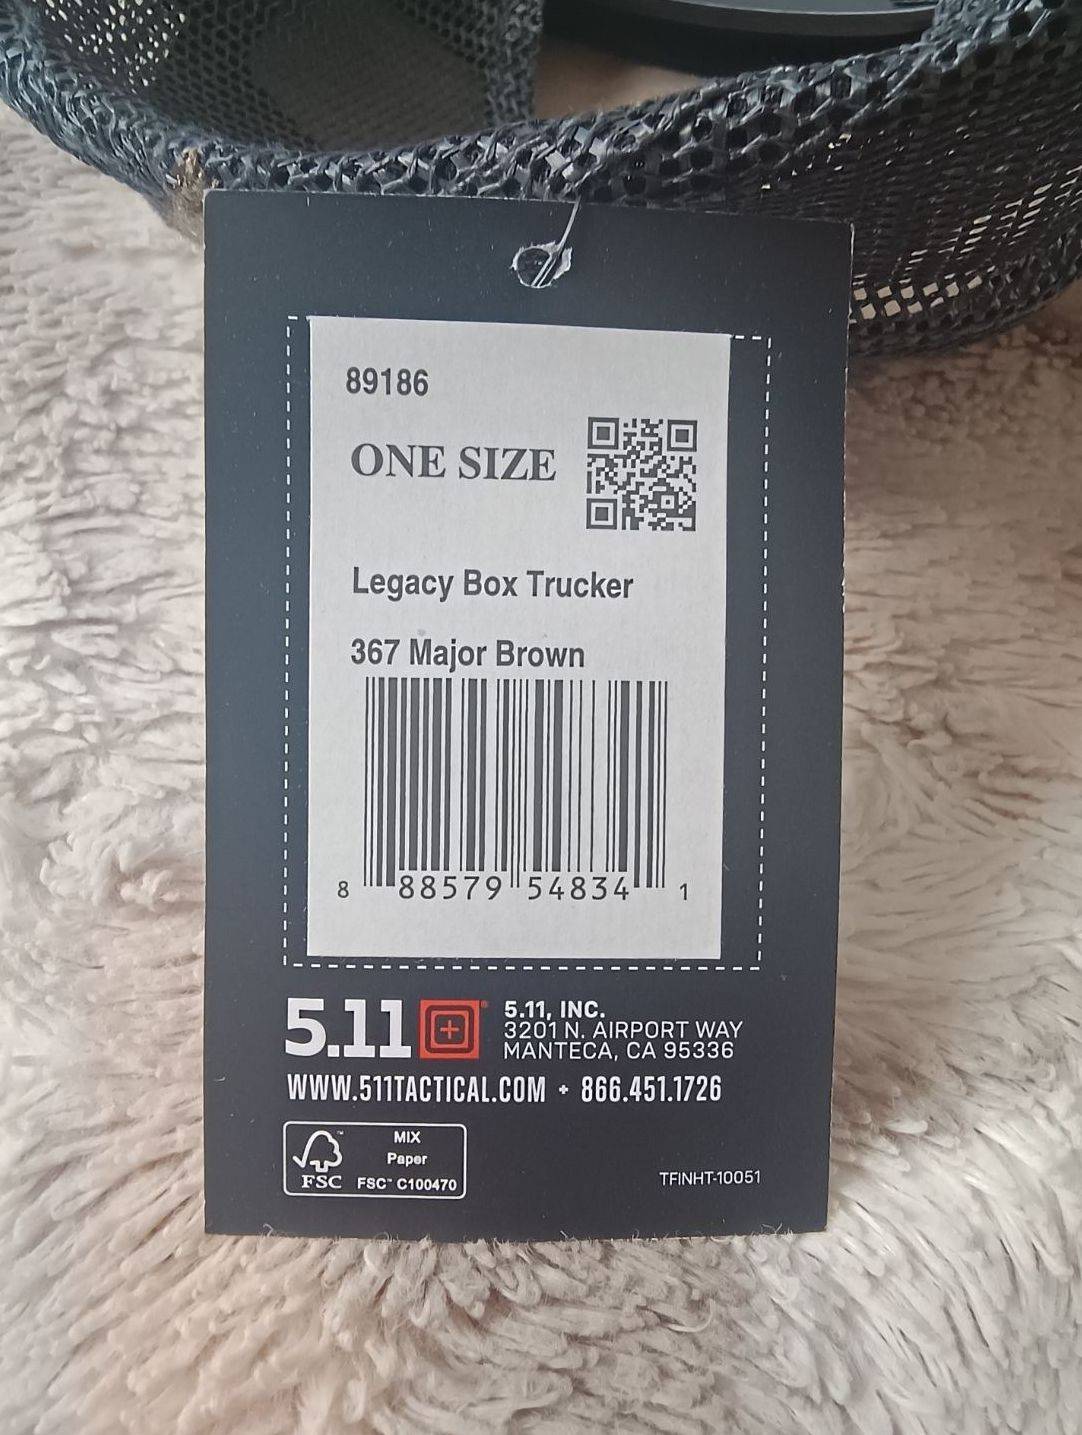 89186
ONE SIZE
Legacy Box Trucker
367 Major Brown
8 88579 54834 1
5.11®
5.11, INC.
3201 N. AIRPORT WAY
MANTECA, CA 95336
WWW.511TACTICAL.COM + 866.451.1726
FSC
MIX
Paper
FSC™ C100470
TFINHT-10051